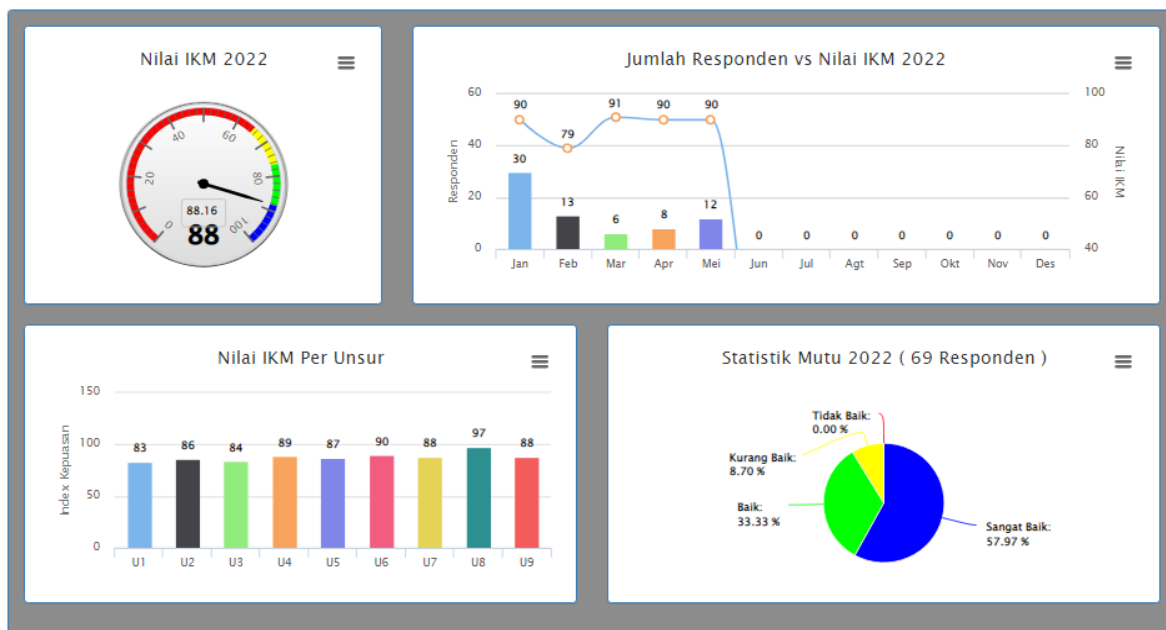 Nilai IKM 2022
0
20
40
60
80
100
88.16
88
Jumlah Responden vs Nilai IKM 2022
Responden
60
40
20
0
90
79
91
90
90
30
13
6
8
12
0
0
0
0
0
0
0
Jan
Feb
Mar
Apr
Mei
Jun
Jul
Agt
Sep
Okt
Nov
Des
100
80
60
40
Nilai IKM
Nilai IKM Per Unsur
Index Kepuasan
150
100
50
0
83
86
84
89
87
90
88
97
88
U1
U2
U3
U4
U5
U6
U7
U8
U9
Statistik Mutu 2022 ( 69 Responden )
Tidak Baik:
0.00 %
Kurang Baik:
8.70 %
Baik:
33.33 %
Sangat Baik:
57.97 %